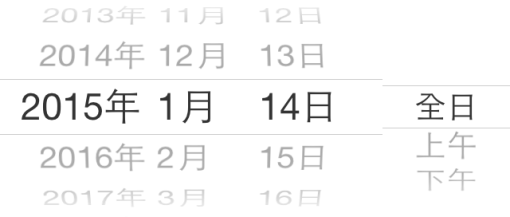 2013年 11月 12日
2014年 12月 13日
2015年 1月 14日 全日
2016年 2月 15日 上午
2017年 3月 16日 下午